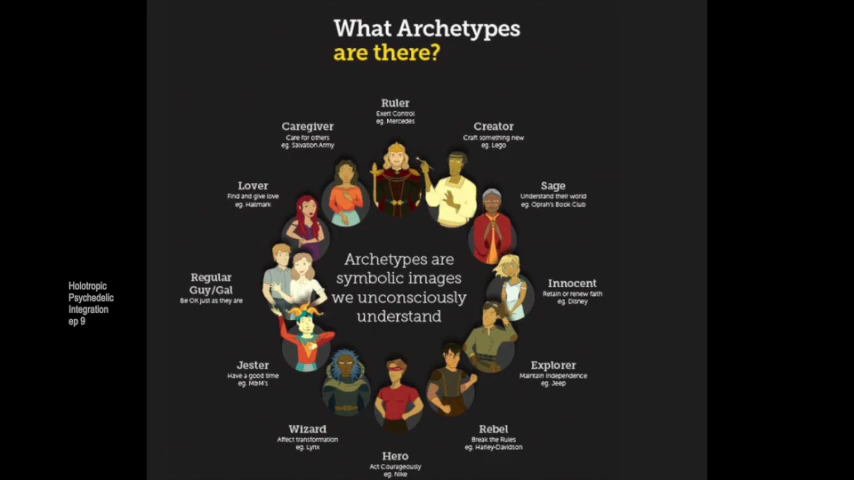 What Archetypes
are there?
Ruler
Exert Control
eg. Mercedes
Creator
Craft something new
eg. Lego
Sage
Understand their world
eg. Oprah's Book Club
Innocent
Retain or renew faith
eg. Disney
Explorer
Maintain Independence
eg. Jeep
Rebel
Break the Rules
eg. Harley-Davidson
Hero
Act Courageously
eg. Nike
Wizard
Affect transformation
eg. Lynx
Jester
Have a good time
eg. M&M's
Regular
Guy/Gal
Be OK just as they are
Lover
Find and give love
eg. Hallmark
Caregiver
Care for others
eg. Salvation Army
Archetypes are
symbolic images
we unconsciously
understand
Holotropic
Psychedelic
Integration
ep 9